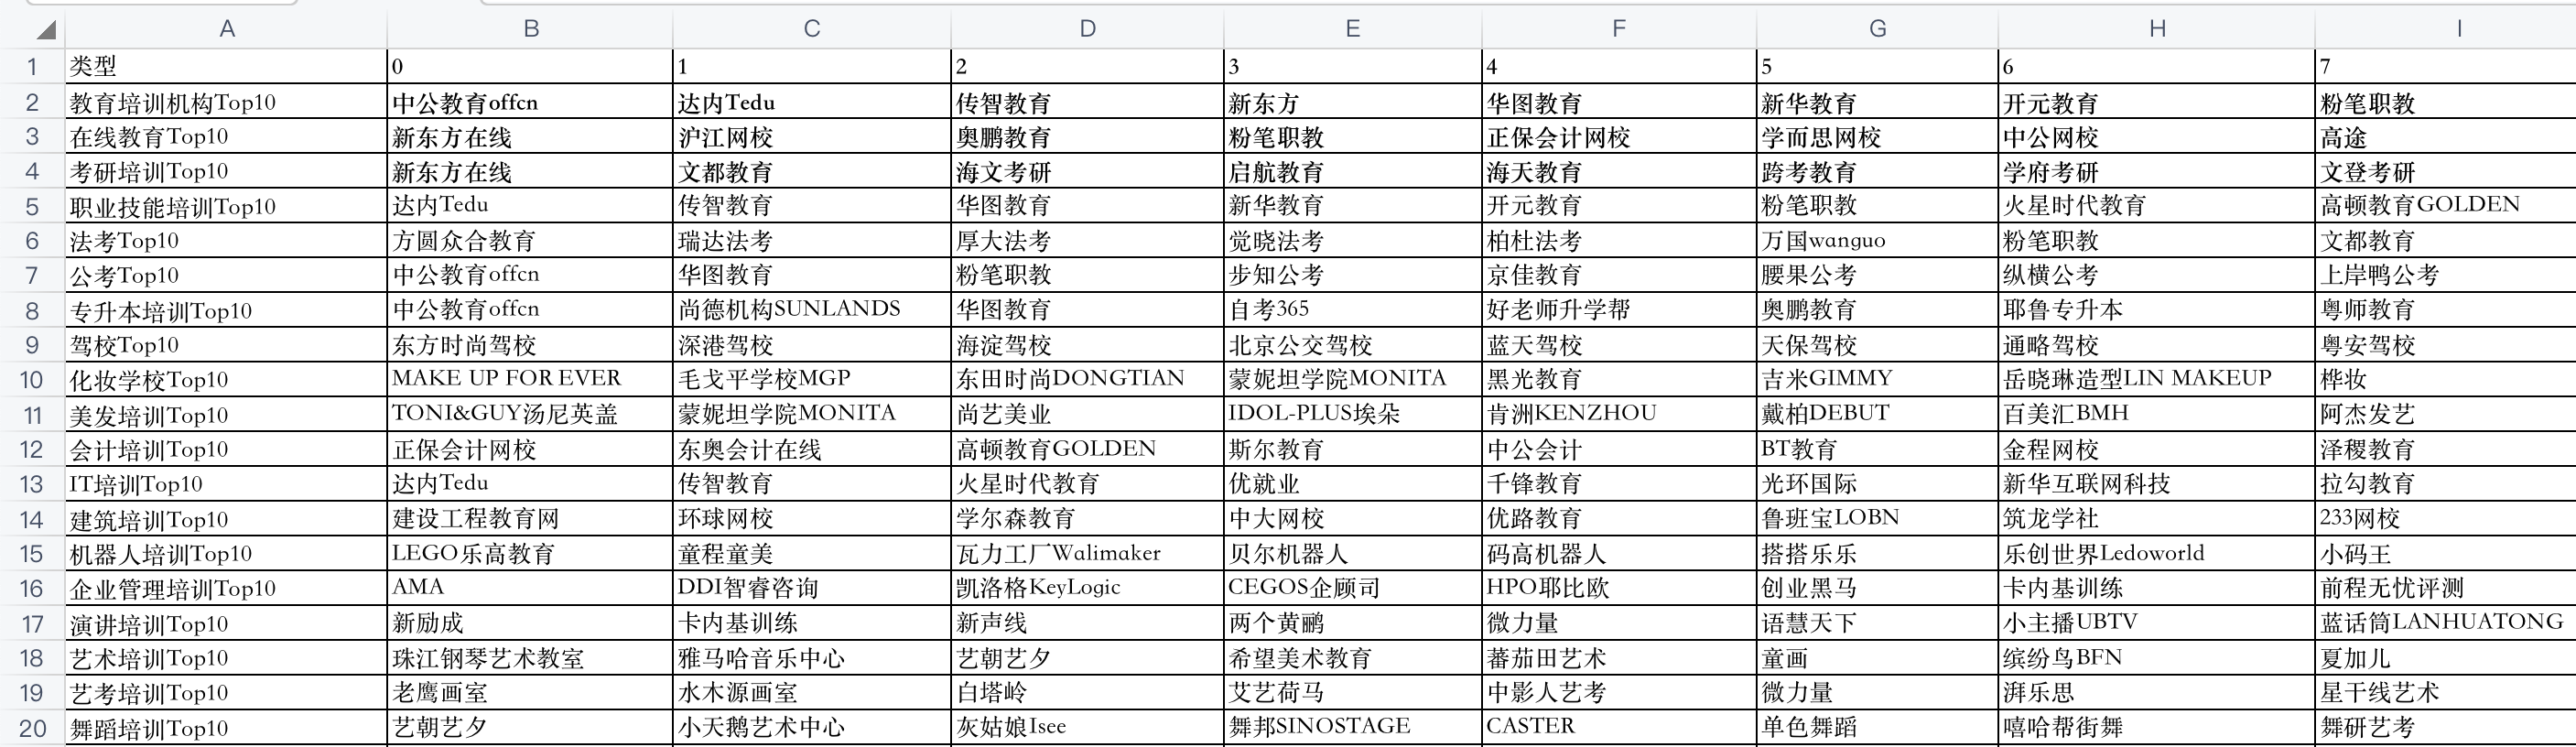 A B C D E F G H I
1 类型 0 1 2 3 4 5 6 7
2 教育培训机构Top10 中公教育offcn 达内Tedu 传智教育 新东方 华图教育 新华教育 开元教育 粉笔职教
3 在线教育Top10 新东方在线 沪江网校 奥鹏教育 粉笔职教 正保会计网校 学而思网校 中公网校 高途
4 考研培训Top10 新东方在线 文都教育 海文考研 启航教育 海天教育 跨考教育 学府考研 文登考研
5 职业技能培训Top10 达内Tedu 传智教育 华图教育 新华教育 开元教育 粉笔职教 火星时代教育 高顿教育GOLDEN
6 法考Top10 方圆众合教育 瑞达法考 厚大法考 觉晓法考 柏杜法考 万国wanguo 粉笔职教 文都教育
7 公考Top10 中公教育offcn 华图教育 粉笔职教 步知公考 京佳教育 腰果公考 纵横公考 上岸鸭公考
8 专升本培训Top10 中公教育offcn 尚德机构SUNLANDS 华图教育 自考365 好老师升学帮 奥鹏教育 耶鲁专升本 粤师教育
9 驾校Top10 东方时尚驾校 深港驾校 海淀驾校 北京公交驾校 蓝天驾校 天保驾校 通略驾校 粤安驾校
10 化妆学校Top10 MAKE UP FOR EVER 毛戈平学校MGP 东田时尚DONGTIAN 蒙妮坦学院MONITA 黑光教育 吉米GIMMY 岳晓琳造型LIN MAKEUP 桦妆
11 美发培训Top10 TONI&GUY汤尼英盖 蒙妮坦学院MONITA 尚艺美业 IDOL-PLUS埃朵 肯洲KENZHOU 戴柏DEBUT 百美汇BMH 阿杰发艺
12 会计培训Top10 正保会计网校 东奥会计在线 高顿教育GOLDEN 斯尔教育 中公会计 BT教育 金程网校 泽稷教育
13 IT培训Top10 达内Tedu 传智教育 火星时代教育 优就业 千锋教育 光环国际 新华互联网科技 拉勾教育
14 建筑培训Top10 建设工程教育网 环球网校 学尔森教育 中大网校 优路教育 鲁班宝LOBN 筑龙学社 233网校
15 机器人培训Top10 LEGO乐高教育 童程童美 瓦力工厂Walimaker 贝尔机器人 码高机器人 搭搭乐乐 乐创世界Ledoworld 小码王
16 企业管理培训Top10 AMA DDI智睿咨询 凯洛格KeyLogic CEGOS企顾司 HPO耶比欧 创业黑马 卡内基训练 前程无忧评测
17 演讲培训Top10 新励成 卡内基训练 新声线 两个黄鹂 微力量 语慧天下 小主播UBTV 蓝话筒LANHUATONG
18 艺术培训Top10 珠江钢琴艺术教室 雅马哈音乐中心 艺朝艺夕 希望美术教育 蕃茄田艺术 童画 缤纷鸟BFN 夏加儿
19 艺考培训Top10 老鹰画室 水木源画室 白塔岭 艾艺荷马 中影人艺考 微力量 湃乐思 星干线艺术
20 舞蹈培训Top10 艺朝艺夕 小天鹅艺术中心 灰姑娘Isee 舞邦SINOSTAGE CASTER 单色舞蹈 嘻哈帮街舞 舞研艺考